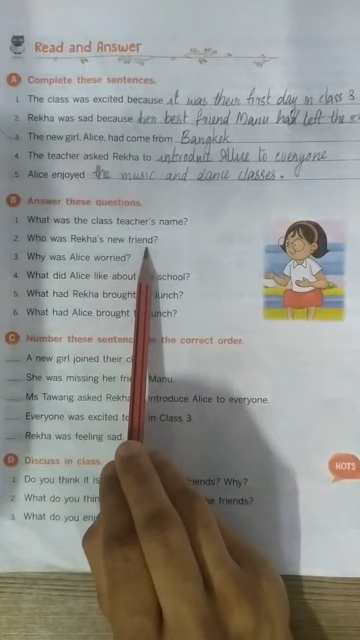 Read and Answer
A Complete these sentences.
1. The class was excited because it was their first day in class 3
2. Rekha was sad because her best friend Manu had left the
3. The new girl, Alice, had come from Bangkok
4. The teacher asked Rekha to introduce Alice to everyone
5. Alice enjoyed the music and dance classes.
B Answer these questions.
1. What was the class teacher's name?
2. Who was Rekha's new friend?
3. Why was Alice worried?
4. What did Alice like about school?
5. What had Rekha brought lunch?
6. What had Alice brought
C Number these in the correct order.
A new girl joined their
She was missing her Manu.
Ms Tawang asked introduce Alice to everyone.
Everyone was excited in Class 3.
Rekha was feeling sad.
D Discuss in class.
HOTS
1. Do you think it Why?
2. What do you friends?
3. What do you